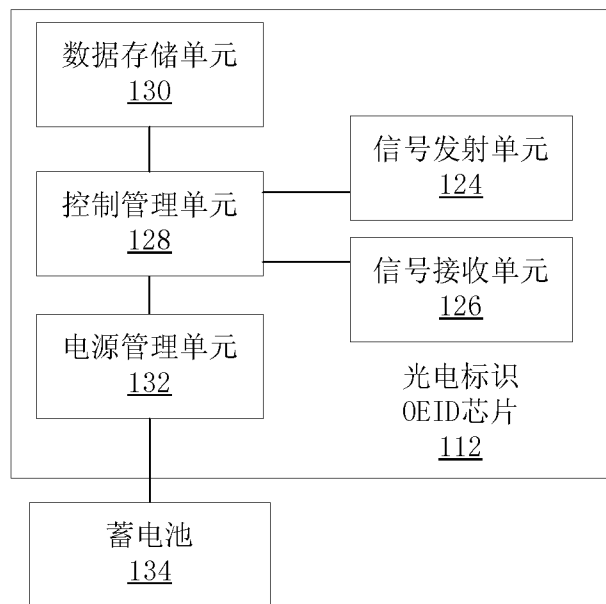 数据存储单元
130
控制管理单元
128
电源管理单元
132
信号发射单元
124
信号接收单元
126
光电标识
OEID芯片
112
蓄电池
134